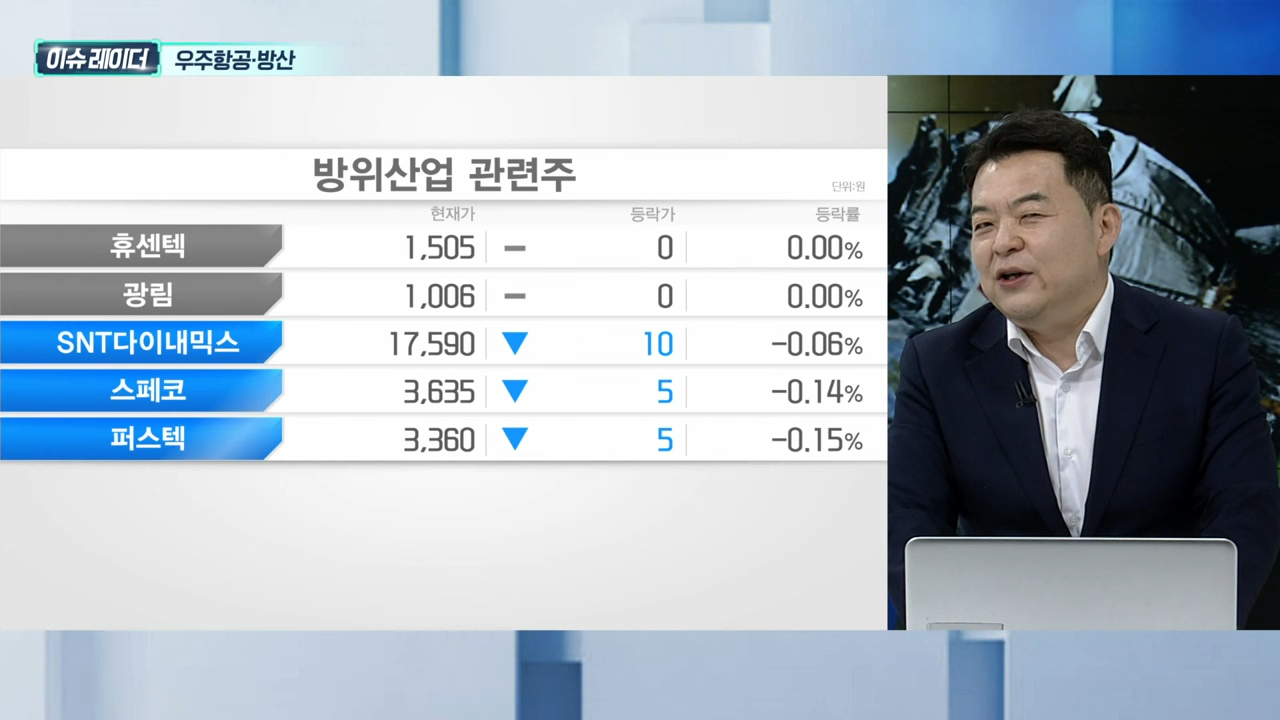 이슈레이더 우주항공·방산
방위산업 관련주
단위:원
현재가 등락가 등락률
휴센텍 1,505 − 0 0.00%
광림 1,006 − 0 0.00%
SNT다이내믹스 17,590 ▼ 10 −0.06%
스페코 3,635 ▼ 5 −0.14%
퍼스텍 3,360 ▼ 5 −0.15%